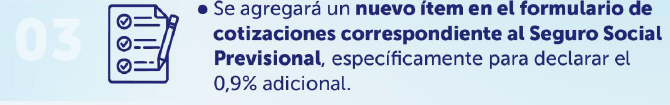 03
● Se agregará un nuevo ítem en el formulario de
cotizaciones correspondiente al Seguro Social
Previsional, específicamente para declarar el
0,9% adicional.